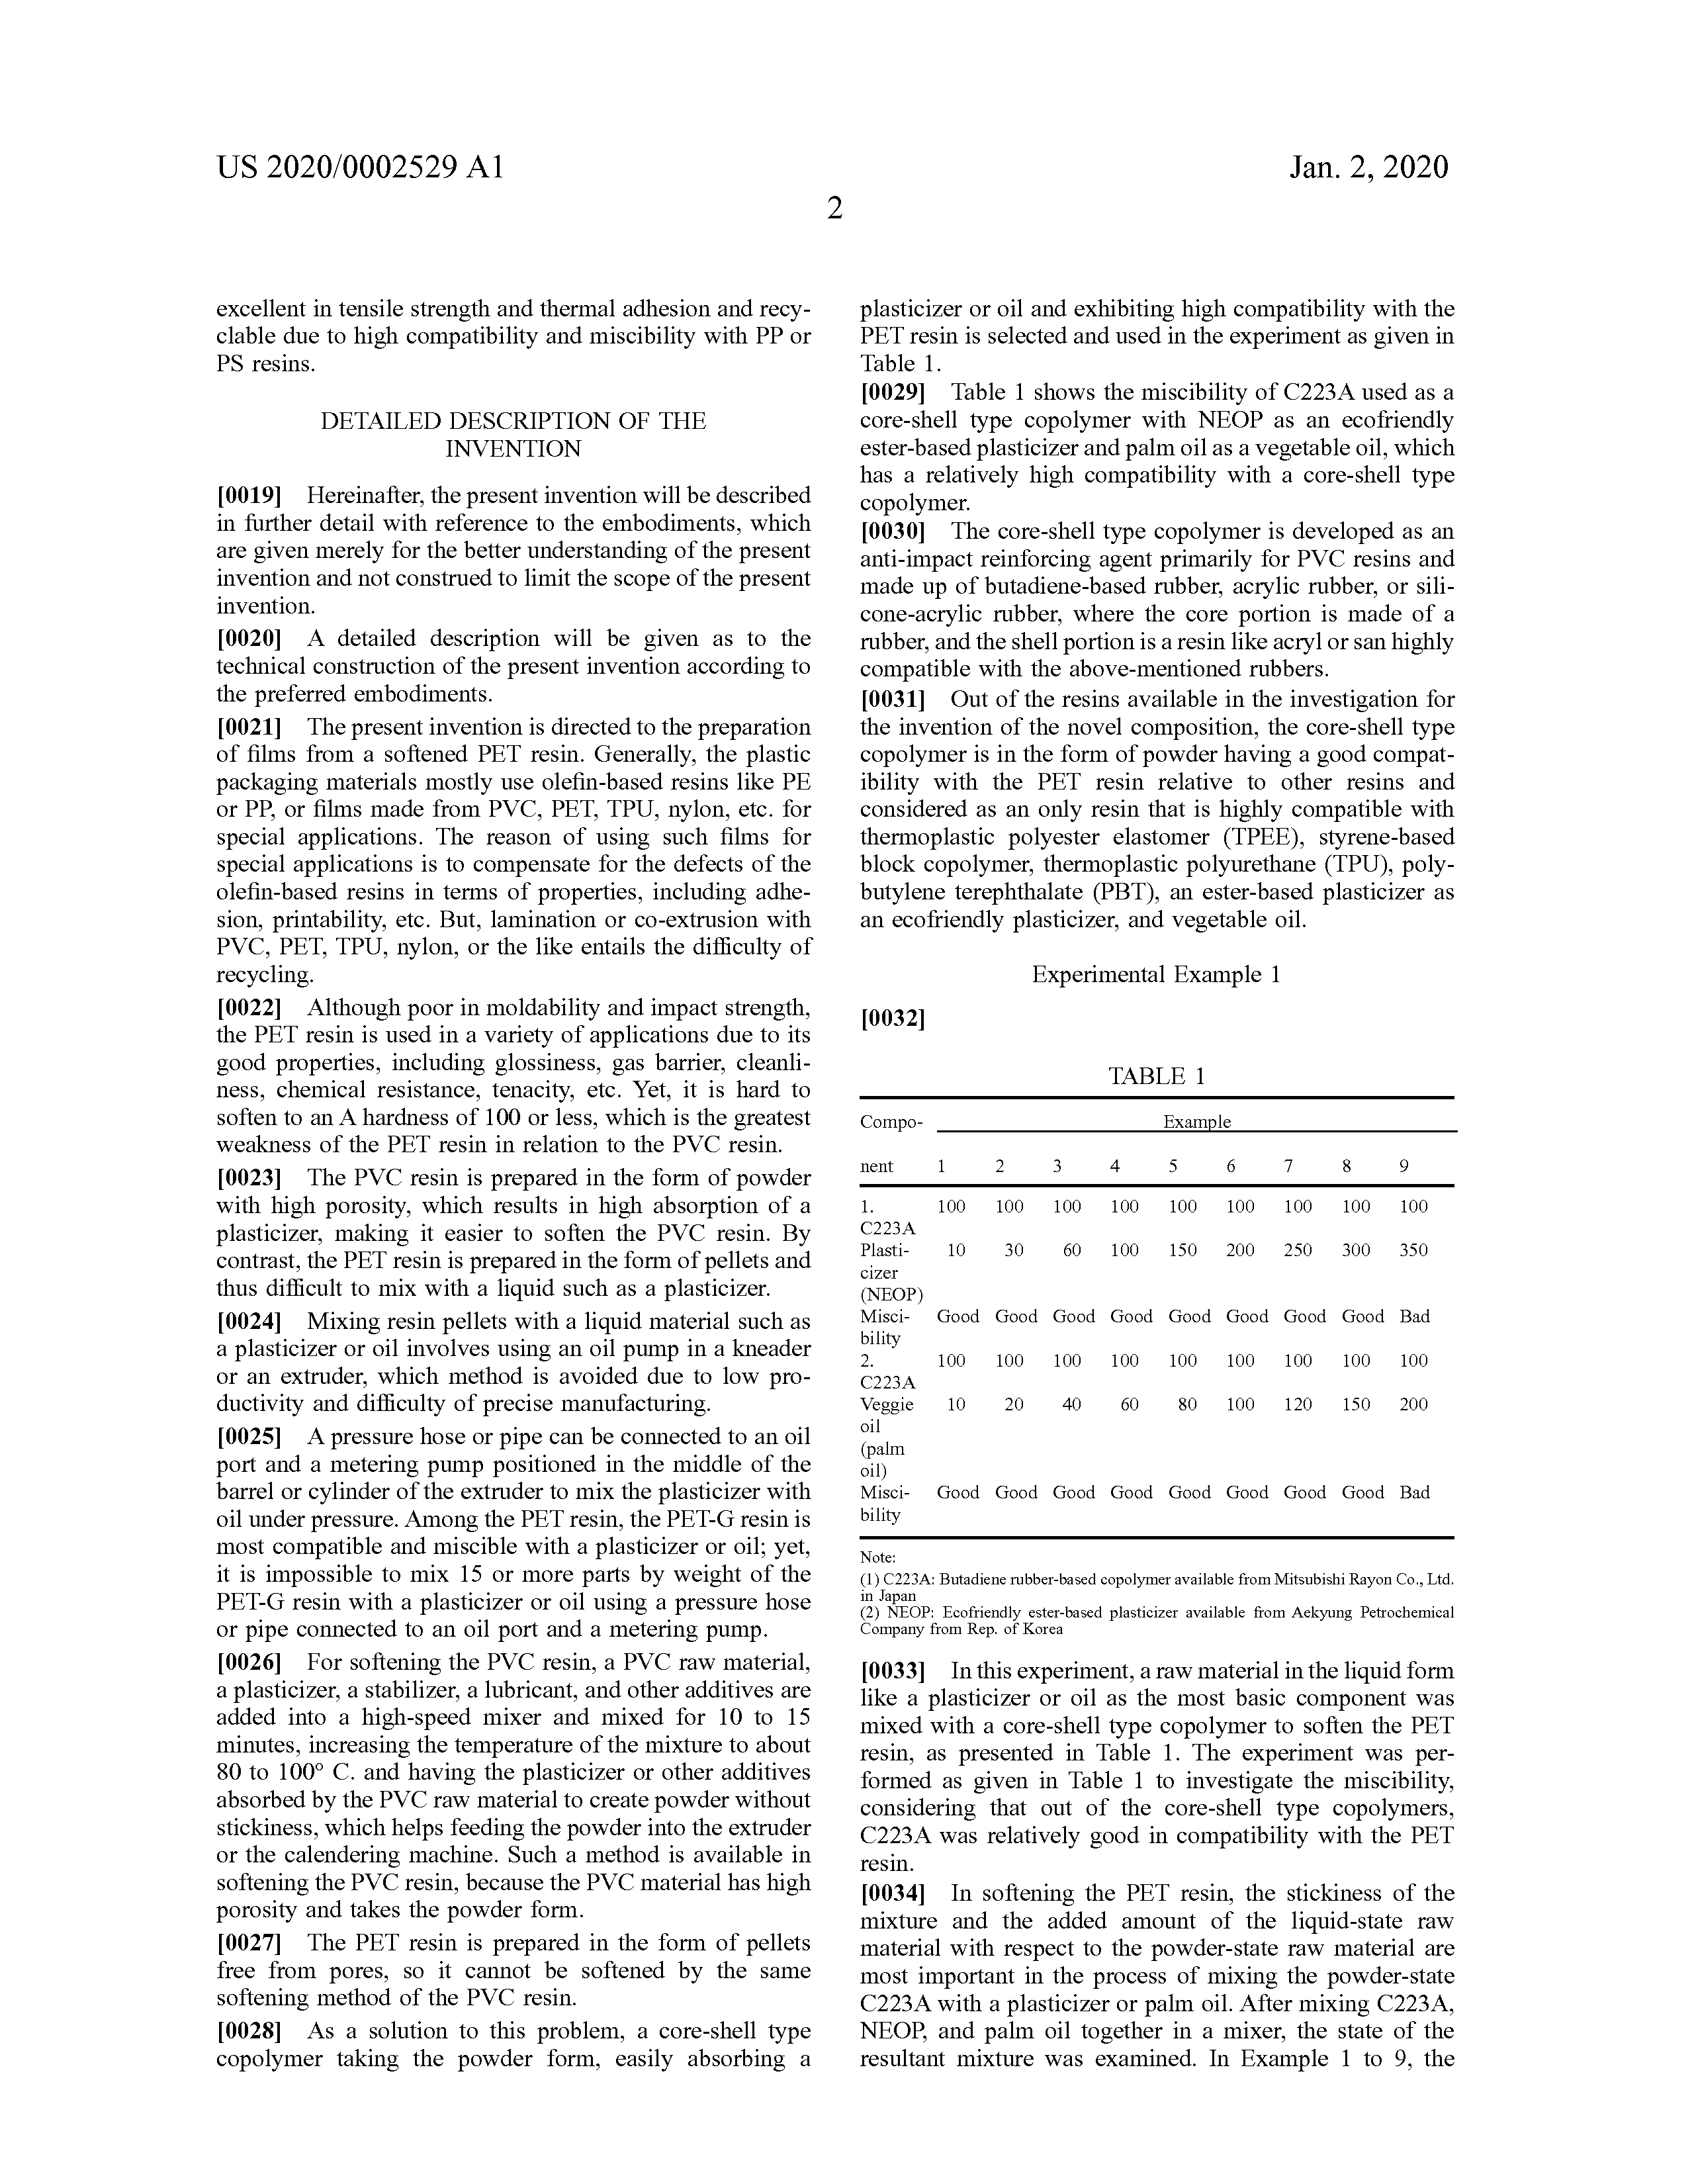 US 2020/0002529 A1
Jan. 2, 2020
2
excellent in tensile strength and thermal adhesion and recy-
clable due to high compatibility and miscibility with PP or
PS resins.
DETAILED DESCRIPTION OF THE
INVENTION
[0019] Hereinafter, the present invention will be described
in further detail with reference to the embodiments, which
are given merely for the better understanding of the present
invention and not construed to limit the scope of the present
invention.
[0020] A detailed description will be given as to the
technical construction of the present invention according to
the preferred embodiments.
[0021] The present invention is directed to the preparation
of films from a softened PET resin. Generally, the plastic
packaging materials mostly use olefin-based resins like PE
or PP, or films made from PVC, PET, TPU, nylon, etc. for
special applications. The reason of using such films for
special applications is to compensate for the defects of the
olefin-based resins in terms of properties, including adhe-
sion, printability, etc. But, lamination or co-extrusion with
PVC, PET, TPU, nylon, or the like entails the difficulty of
recycling.
[0022] Although poor in moldability and impact strength,
the PET resin is used in a variety of applications due to its
good properties, including glossiness, gas barrier, cleanli-
ness, chemical resistance, tenacity, etc. Yet, it is hard to
soften to an A hardness of 100 or less, which is the greatest
weakness of the PET resin in relation to the PVC resin.
[0023] The PVC resin is prepared in the form of powder
with high porosity, which results in high absorption of a
plasticizer, making it easier to soften the PVC resin. By
contrast, the PET resin is prepared in the form of pellets and
thus difficult to mix with a liquid such as a plasticizer.
[0024] Mixing resin pellets with a liquid material such as
a plasticizer or oil involves using an oil pump in a kneader
or an extruder, which method is avoided due to low pro-
ductivity and difficulty of precise manufacturing.
[0025] A pressure hose or pipe can be connected to an oil
port and a metering pump positioned in the middle of the
barrel or cylinder of the extruder to mix the plasticizer with
oil under pressure. Among the PET resin, the PET-G resin is
most compatible and miscible with a plasticizer or oil; yet,
it is impossible to mix 15 or more parts by weight of the
PET-G resin with a plasticizer or oil using a pressure hose
or pipe connected to an oil port and a metering pump.
[0026] For softening the PVC resin, a PVC raw material,
a plasticizer, a stabilizer, a lubricant, and other additives are
added into a high-speed mixer and mixed for 10 to 15
minutes, increasing the temperature of the mixture to about
80 to 100° C. and having the plasticizer or other additives
absorbed by the PVC raw material to create powder without
stickiness, which helps feeding the powder into the extruder
or the calendering machine. Such a method is available in
softening the PVC resin, because the PVC material has high
porosity and takes the powder form.
[0027] The PET resin is prepared in the form of pellets
free from pores, so it cannot be softened by the same
softening method of the PVC resin.
[0028] As a solution to this problem, a core-shell type
copolymer taking the powder form, easily absorbing a
plasticizer or oil and exhibiting high compatibility with the
PET resin is selected and used in the experiment as given in
Table 1.
[0029] Table 1 shows the miscibility of C223A used as a
core-shell type copolymer with NEOP as an ecofriendly
ester-based plasticizer and palm oil as a vegetable oil, which
has a relatively high compatibility with a core-shell type
copolymer.
[0030] The core-shell type copolymer is developed as an
anti-impact reinforcing agent primarily for PVC resins and
made up of butadiene-based rubber, acrylic rubber, or sili-
cone-acrylic rubber, where the core portion is made of a
rubber, and the shell portion is a resin like acryl or san highly
compatible with the above-mentioned rubbers.
[0031] Out of the resins available in the investigation for
the invention of the novel composition, the core-shell type
copolymer is in the form of powder having a good compat-
ibility with the PET resin relative to other resins and
considered as an only resin that is highly compatible with
thermoplastic polyester elastomer (TPEE), styrene-based
block copolymer, thermoplastic polyurethane (TPU), poly-
butylene terephthalate (PBT), an ester-based plasticizer as
an ecofriendly plasticizer, and vegetable oil.
Experimental Example 1
[0032]
TABLE 1
Compo- Example
nent 1 2 3 4 5 6 7 8 9
1. 100 100 100 100 100 100 100 100 100
C223A
Plasti- 10 30 60 100 150 200 250 300 350
cizer
(NEOP)
Misci- Good Good Good Good Good Good Good Good Bad
bility
2. 100 100 100 100 100 100 100 100 100
C223A
Veggie 10 20 40 60 80 100 120 150 200
oil
(palm
oil)
Misci- Good Good Good Good Good Good Good Good Bad
bility
Note:
(1) C223A: Butadiene rubber-based copolymer available from Mitsubishi Rayon Co., Ltd.
in Japan
(2) NEOP: Ecofriendly ester-based plasticizer available from Aekyung Petrochemical
Company from Rep. of Korea
[0033] In this experiment, a raw material in the liquid form
like a plasticizer or oil as the most basic component was
mixed with a core-shell type copolymer to soften the PET
resin, as presented in Table 1. The experiment was per-
formed as given in Table 1 to investigate the miscibility,
considering that out of the core-shell type copolymers,
C223A was relatively good in compatibility with the PET
resin.
[0034] In softening the PET resin, the stickiness of the
mixture and the added amount of the liquid-state raw
material with respect to the powder-state raw material are
most important in the process of mixing the powder-state
C223A with a plasticizer or palm oil. After mixing C223A,
NEOP, and palm oil together in a mixer, the state of the
resultant mixture was examined. In Example 1 to 9, the